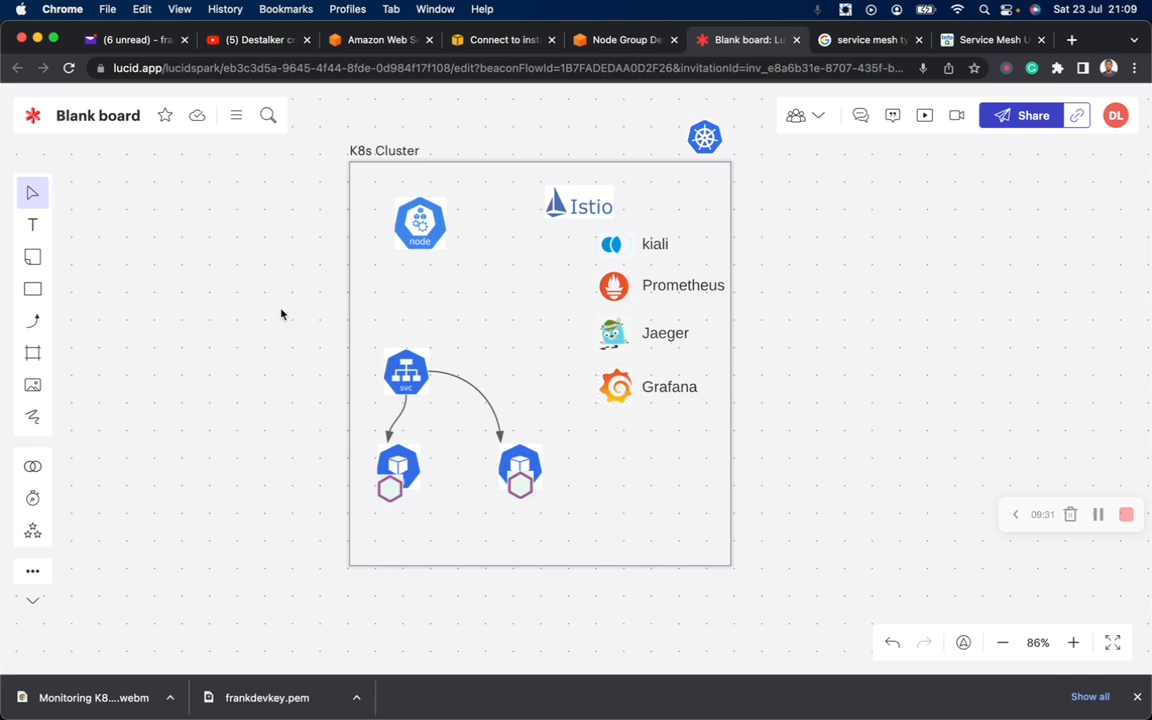 Chrome File Edit View History Bookmarks Profiles Tab Window Help Sat 23 Jul 21:09
(6 unread) - fra (5) Destalker c Amazon Web S Connect to inst Node Group De Blank board: Lu service mesh ty Service Mesh U
lucid.app/lucidspark/eb3c3d5a-9645-4f44-8fde-0d984f17f108/edit?beaconFlowId=1B7FADEDAA0D2F26&invitationId=inv_e8a6b31e-8707-435f-b...
Blank board Share DL
K8s Cluster
Istio
node
kiali
Prometheus
Jaeger
svc
Grafana
T
09:31
86%
Monitoring K8....webm frankdevkey.pem Show all